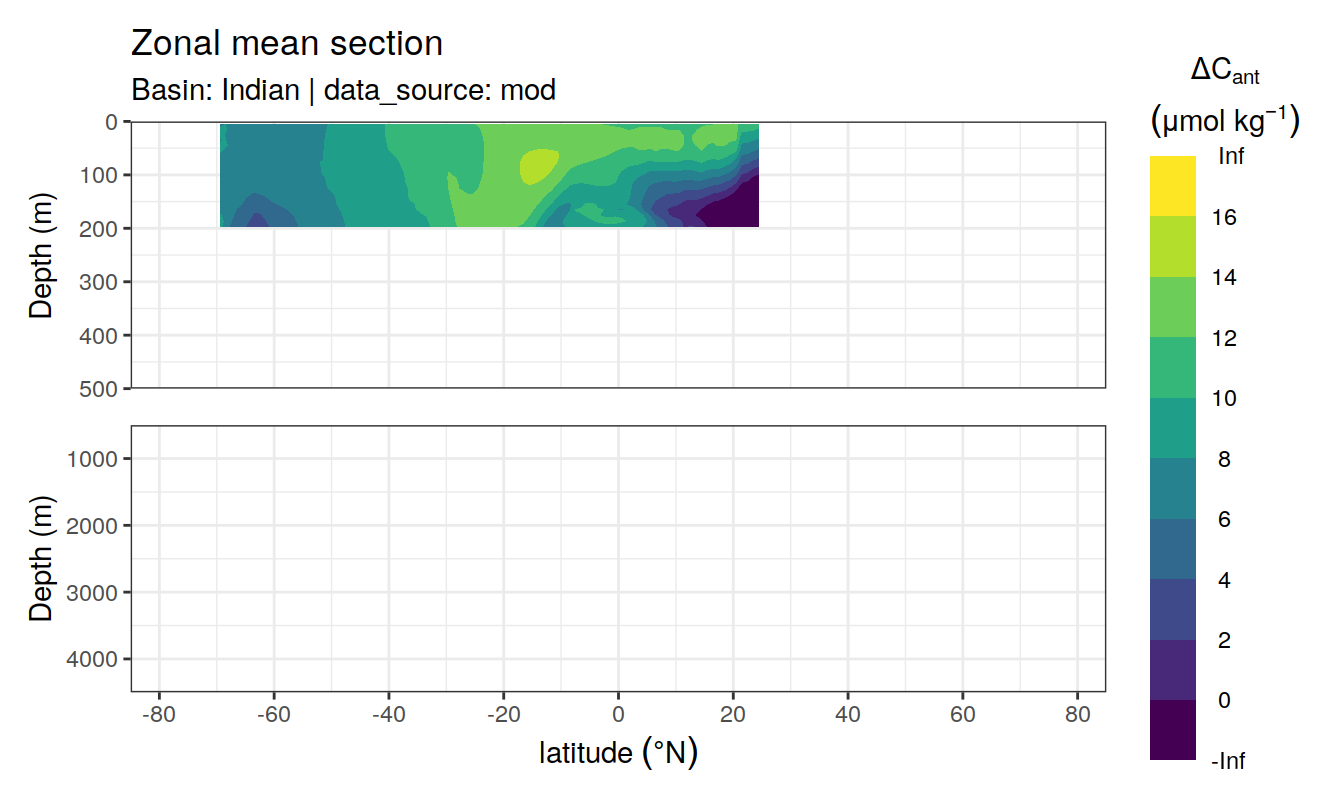 Zonal mean section
Basin: Indian | data_source: mod
ΔCant
(μmol kg−1)
Depth (m)
0
100
200
300
400
500
Depth (m)
1000
2000
3000
4000
-80 -60 -40 -20 0 20 40 60 80
latitude (°N)
Inf
16
14
12
10
8
6
4
2
0
-Inf